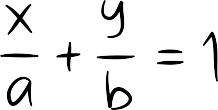 x/a + y/b = 1